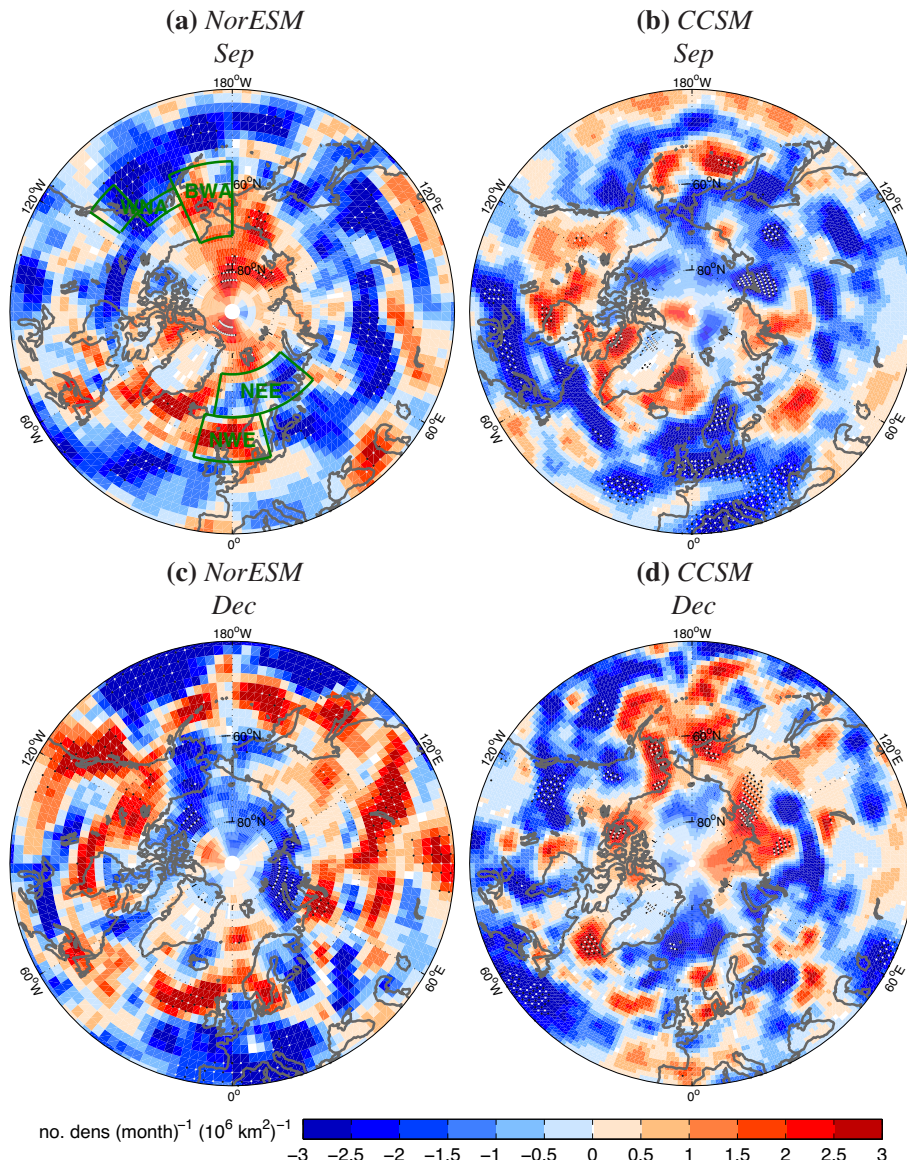 (a) NorESM
Sep
(b) CCSM
Sep
180°W
180°W
120°W
120°E
120°W
120°E
60°N
60°N
BWA
WNA
80°N
80°N
NEE
NWE
60°W
60°E
60°W
60°E
0°
0°
(c) NorESM
Dec
(d) CCSM
Dec
180°W
180°W
120°W
120°E
120°W
120°E
60°N
60°N
80°N
80°N
60°W
60°E
60°W
60°E
0°
0°
no. dens (month)⁻¹ (10⁶ km²)⁻¹
−3 −2.5 −2 −1.5 −1 −0.5 0 0.5 1 1.5 2 2.5 3